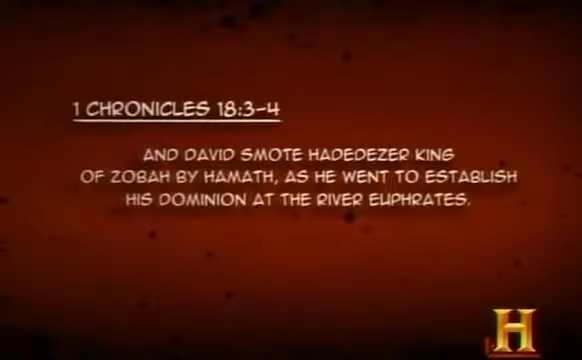 1 CHRONICLES 18:3-4
AND DAVID SMOTE HADEDEZER KING
OF ZOBAH BY HAMATH, AS HE WENT TO ESTABLISH
HIS DOMINION AT THE RIVER EUPHRATES.
H